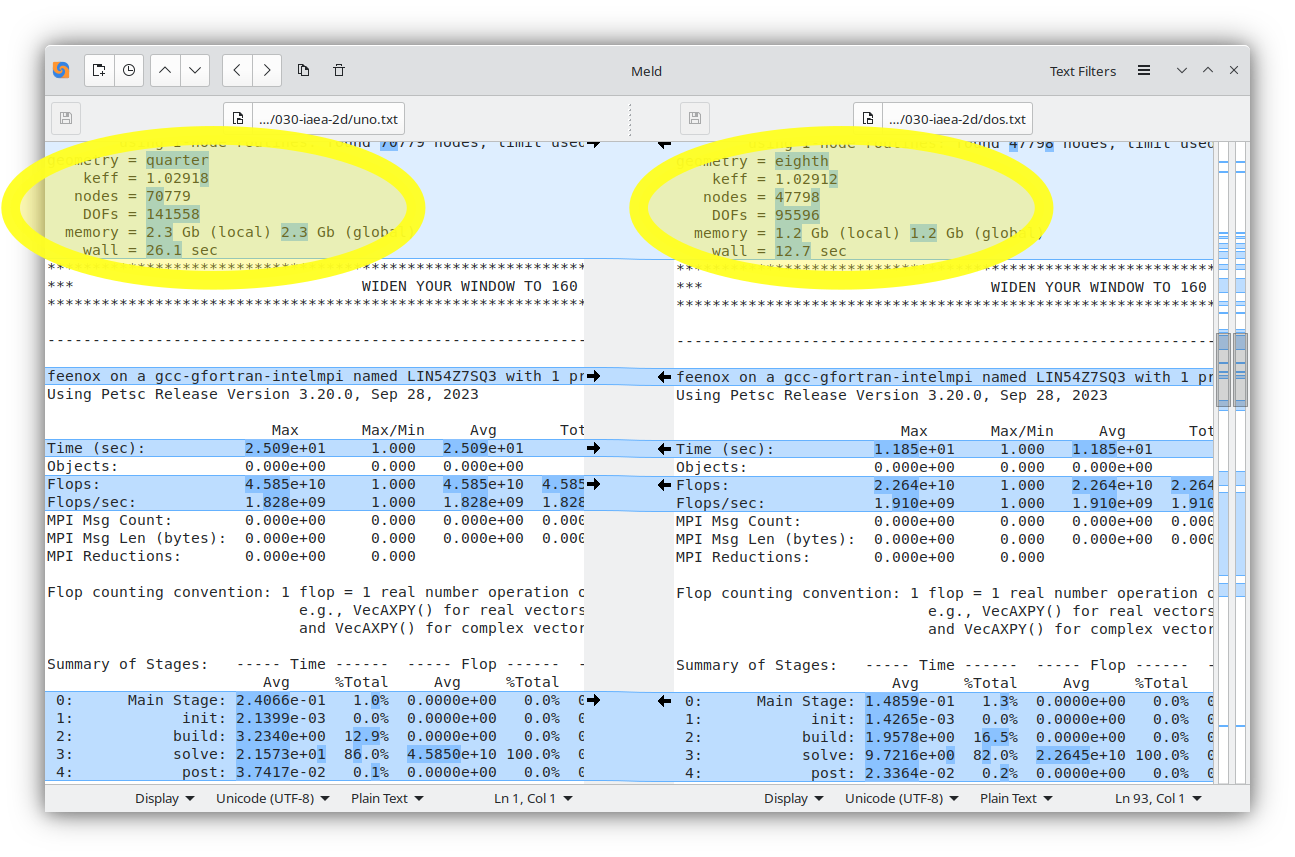 Meld
Text Filters
.../030-iaea-2d/uno.txt
using 1 node routines: found 70779 nodes, limit used
geometry = quarter
keff = 1.02918
nodes = 70779
DOFs = 141558
memory = 2.3 Gb (local) 2.3 Gb (global)
wall = 26.1 sec
******************************************************************
*** WIDEN YOUR WINDOW TO 160
******************************************************************
------------------------------------------------------------
feenox on a gcc-gfortran-intelmpi named LIN54Z7SQ3 with 1 pr
Using Petsc Release Version 3.20.0, Sep 28, 2023
Max Max/Min Avg Tot
Time (sec): 2.509e+01 1.000 2.509e+01
Objects: 0.000e+00 0.000 0.000e+00
Flops: 4.585e+10 1.000 4.585e+10 4.585
Flops/sec: 1.828e+09 1.000 1.828e+09 1.828
MPI Msg Count: 0.000e+00 0.000 0.000e+00 0.000
MPI Msg Len (bytes): 0.000e+00 0.000 0.000e+00 0.000
MPI Reductions: 0.000e+00 0.000
Flop counting convention: 1 flop = 1 real number operation o
e.g., VecAXPY() for real vectors
and VecAXPY() for complex vector
Summary of Stages: ----- Time ------ ----- Flop ------ -
Avg %Total Avg %Total
0: Main Stage: 2.4066e-01 1.0% 0.0000e+00 0.0% 0
1: init: 2.1399e-03 0.0% 0.0000e+00 0.0% 0
2: build: 3.2340e+00 12.9% 0.0000e+00 0.0% 0
3: solve: 2.1573e+01 86.0% 4.5850e+10 100.0% 0
4: post: 3.7417e-02 0.1% 0.0000e+00 0.0% 0
Display Unicode (UTF-8) Plain Text Ln 1, Col 1
.../030-iaea-2d/dos.txt
using 1 node routines: found 47798 nodes, limit used
geometry = eighth
keff = 1.02912
nodes = 47798
DOFs = 95596
memory = 1.2 Gb (local) 1.2 Gb (global)
wall = 12.7 sec
******************************************************************
*** WIDEN YOUR WINDOW TO 160
******************************************************************
------------------------------------------------------------
feenox on a gcc-gfortran-intelmpi named LIN54Z7SQ3 with 1 pr
Using Petsc Release Version 3.20.0, Sep 28, 2023
Max Max/Min Avg Tot
Time (sec): 1.185e+01 1.000 1.185e+01
Objects: 0.000e+00 0.000 0.000e+00
Flops: 2.264e+10 1.000 2.264e+10 2.264
Flops/sec: 1.910e+09 1.000 1.910e+09 1.910
MPI Msg Count: 0.000e+00 0.000 0.000e+00 0.000
MPI Msg Len (bytes): 0.000e+00 0.000 0.000e+00 0.000
MPI Reductions: 0.000e+00 0.000
Flop counting convention: 1 flop = 1 real number operation o
e.g., VecAXPY() for real vectors
and VecAXPY() for complex vector
Summary of Stages: ----- Time ------ ----- Flop ------ -
Avg %Total Avg %Total
0: Main Stage: 1.4859e-01 1.3% 0.0000e+00 0.0% 0
1: init: 1.4265e-03 0.0% 0.0000e+00 0.0% 0
2: build: 1.9578e+00 16.5% 0.0000e+00 0.0% 0
3: solve: 9.7216e+00 82.0% 2.2645e+10 100.0% 0
4: post: 2.3364e-02 0.2% 0.0000e+00 0.0% 0
Display Unicode (UTF-8) Plain Text Ln 93, Col 1